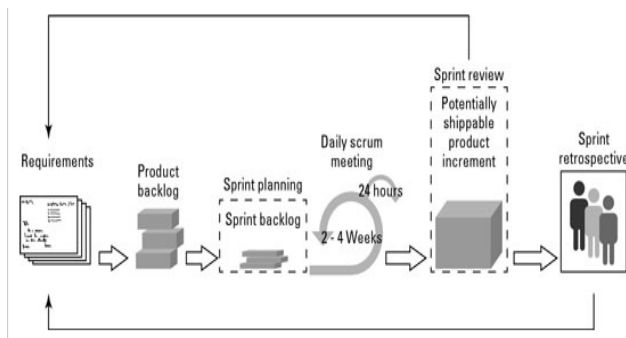 Sprint review
Potentially
shippable
product
increment
Daily scrum
meeting
Sprint
retrospective
Requirements
Product
backlog
Sprint planning
24 hours
Sprint backlog
2 - 4 Weeks